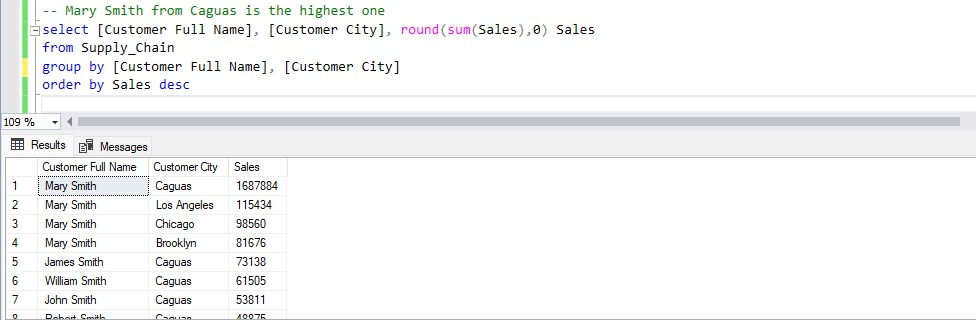 -- Mary Smith from Caguas is the highest one
select [Customer Full Name], [Customer City], round(sum(Sales),0) Sales
from Supply_Chain
group by [Customer Full Name], [Customer City]
order by Sales desc
109 %
Results Messages
Customer Full Name Customer City Sales
1 Mary Smith Caguas 1687884
2 Mary Smith Los Angeles 115434
3 Mary Smith Chicago 98560
4 Mary Smith Brooklyn 81676
5 James Smith Caguas 73138
6 William Smith Caguas 61505
7 John Smith Caguas 53811
8 Robert Smith Caguas 48875